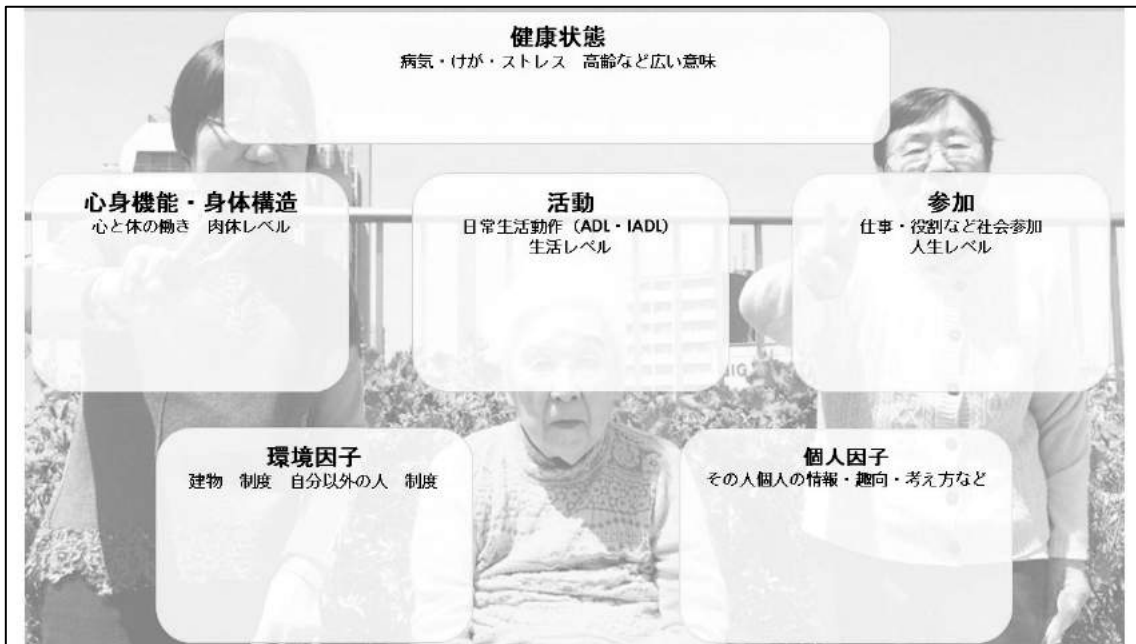 健康状態
病気・けが・ストレス　高齢など広い意味
心身機能・身体構造
心と体の働き　肉体レベル
活動
日常生活動作（ADL・IADL）
生活レベル
参加
仕事・役割など社会参加
人生レベル
環境因子
建物　制度　自分以外の人　制度
個人因子
その人個人の情報・趣向・考え方など